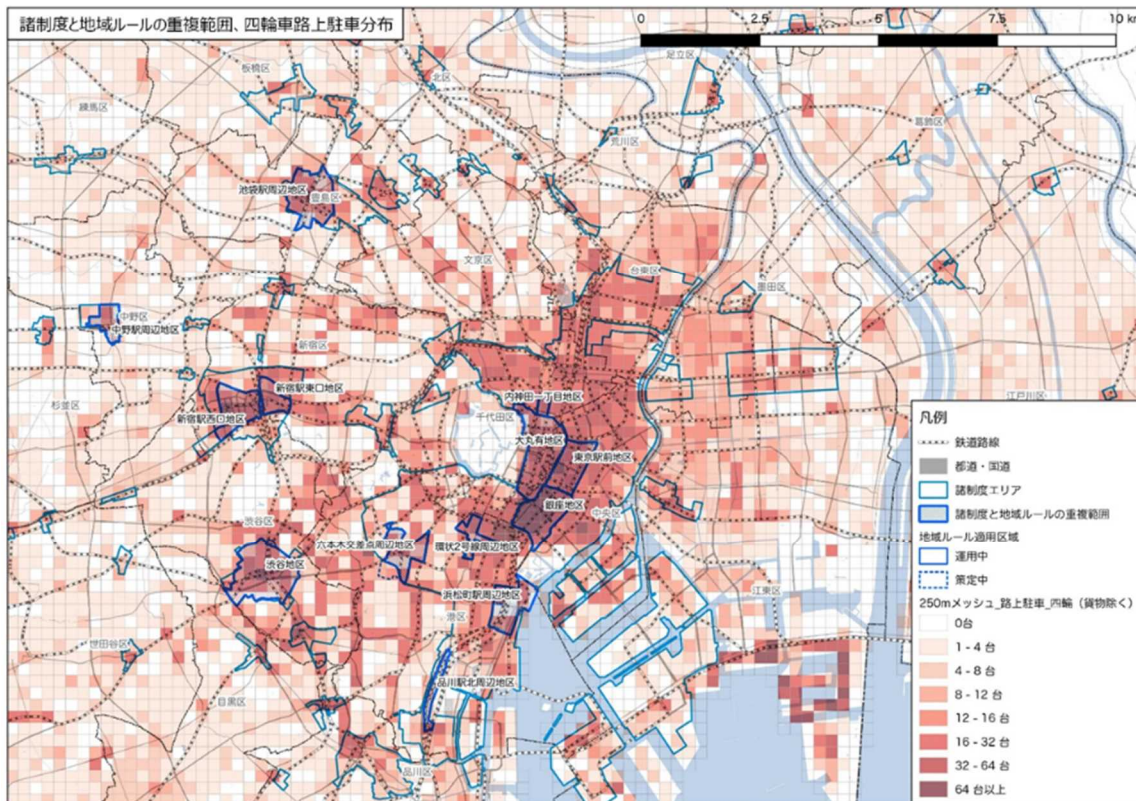 諸制度と地域ルールの重複範囲、四輪車路上駐車分布
0 2.5 5 7.5 10 km
足立区
板橋区
北区
練馬区
葛飾区
荒川区
池袋駅周辺地区
豊島区
文京区
台東区
墨田区
中野区
中野駅周辺地区
新宿区
江戸川区
杉並区
新宿駅東口地区
新宿駅西口地区
内神田一丁目地区
千代田区
大丸有地区
東京駅前地区
銀座地区
中央区
渋谷区
六本木交差点周辺地区
環状2号線周辺地区
渋谷地区
浜松町駅周辺地区
江東区
港区
世田谷区
品川駅北周辺地区
目黒区
品川区
凡例
鉄道路線
都道・国道
諸制度エリア
諸制度と地域ルールの重複範囲
地域ルール適用区域
運用中
策定中
250mメッシュ_路上駐車_四輪（貨物除く）
0台
1 - 4 台
4 - 8 台
8 - 12 台
12 - 16 台
16 - 32 台
32 - 64 台
64 台以上